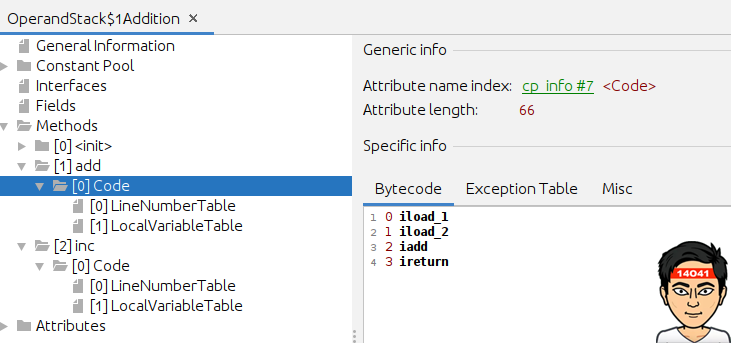 OperandStack$1Addition ×
General Information
Constant Pool
Interfaces
Fields
Methods
[0] <init>
[1] add
[0] Code
[0] LineNumberTable
[1] LocalVariableTable
[2] inc
[0] Code
[0] LineNumberTable
[1] LocalVariableTable
Attributes
Generic info
Attribute name index: cp_info #7 <Code>
Attribute length: 66
Specific info
Bytecode Exception Table Misc
1 0 iload_1
2 1 iload_2
3 2 iadd
4 3 ireturn
14041